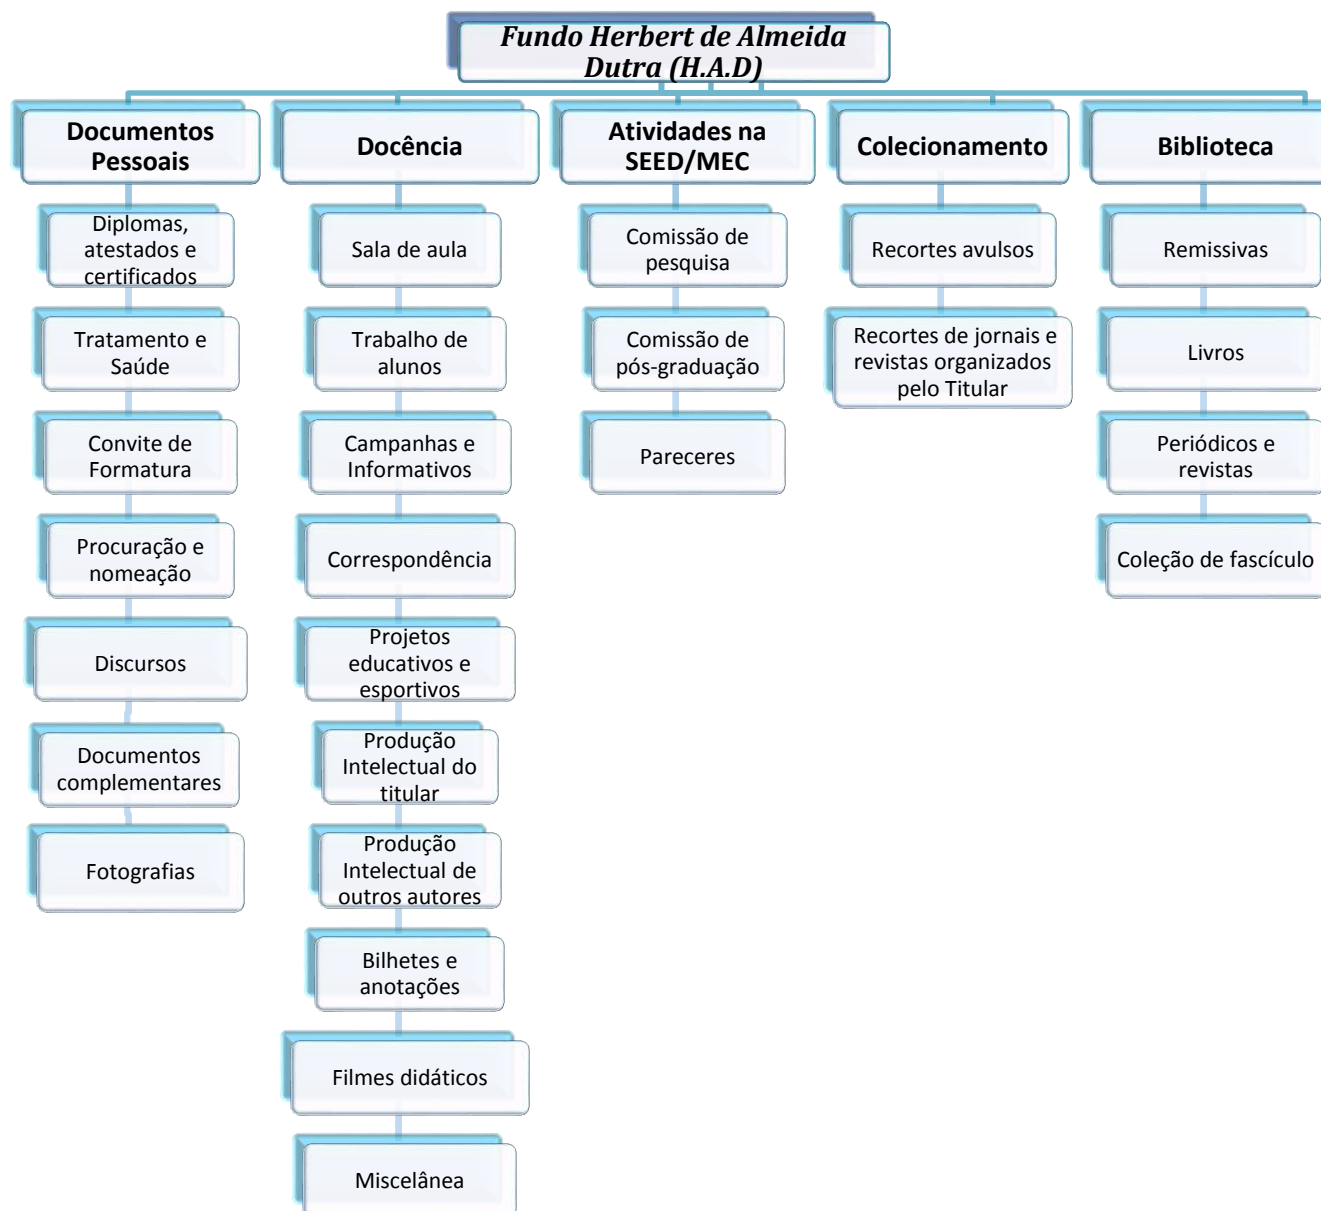 Fundo Herbert de Almeida
Dutra (H.A.D)
Documentos
Pessoais
Diplomas,
atestados e
certificados
Tratamento e
Saúde
Convite de
Formatura
Procuração e
nomeação
Discursos
Documentos
complementares
Fotografias
Docência
Sala de aula
Trabalho de
alunos
Campanhas e
Informativos
Correspondência
Projetos
educativos e
esportivos
Produção
Intelectual do
titular
Produção
Intelectual de
outros autores
Bilhetes e
anotações
Filmes didáticos
Miscelânea
Atividades na
SEED/MEC
Comissão de
pesquisa
Comissão de
pós-graduação
Pareceres
Colecionamento
Recortes avulsos
Recortes de jornais e
revistas organizados
pelo Titular
Biblioteca
Remissivas
Livros
Periódicos e
revistas
Coleção de fascículo